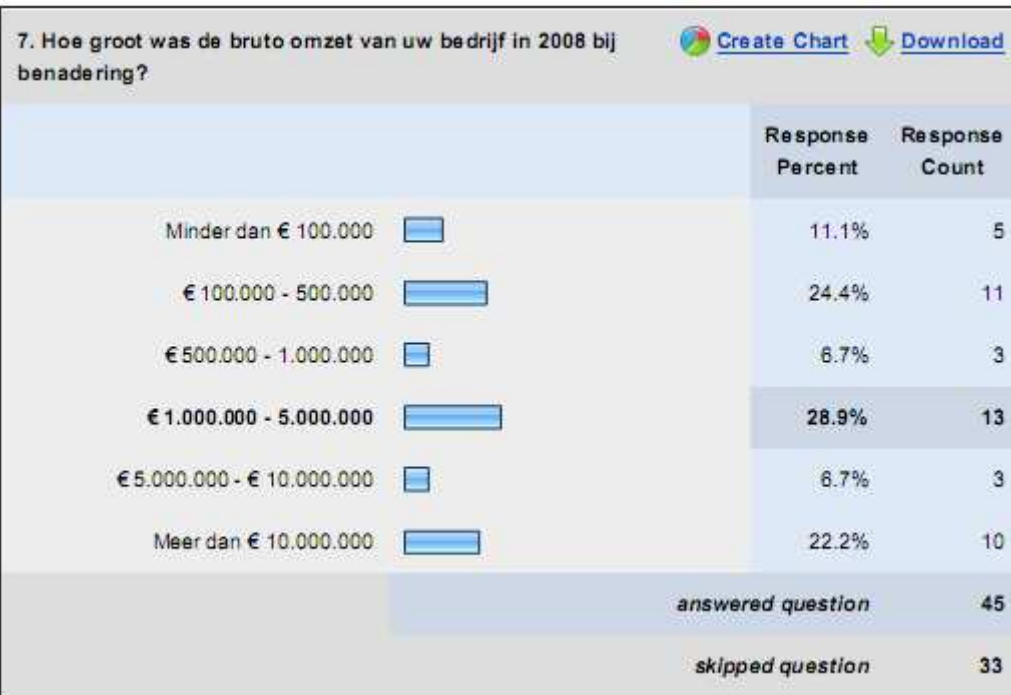 7. Hoe groot was de bruto omzet van uw bedrijf in 2008 bij
benadering?
Create Chart Download
Response Percent Response Count
Minder dan € 100.000 11.1% 5
€ 100.000 - 500.000 24.4% 11
€ 500.000 - 1.000.000 6.7% 3
€ 1.000.000 - 5.000.000 28.9% 13
€ 5.000.000 - € 10.000.000 6.7% 3
Meer dan € 10.000.000 22.2% 10
answered question 45
skipped question 33